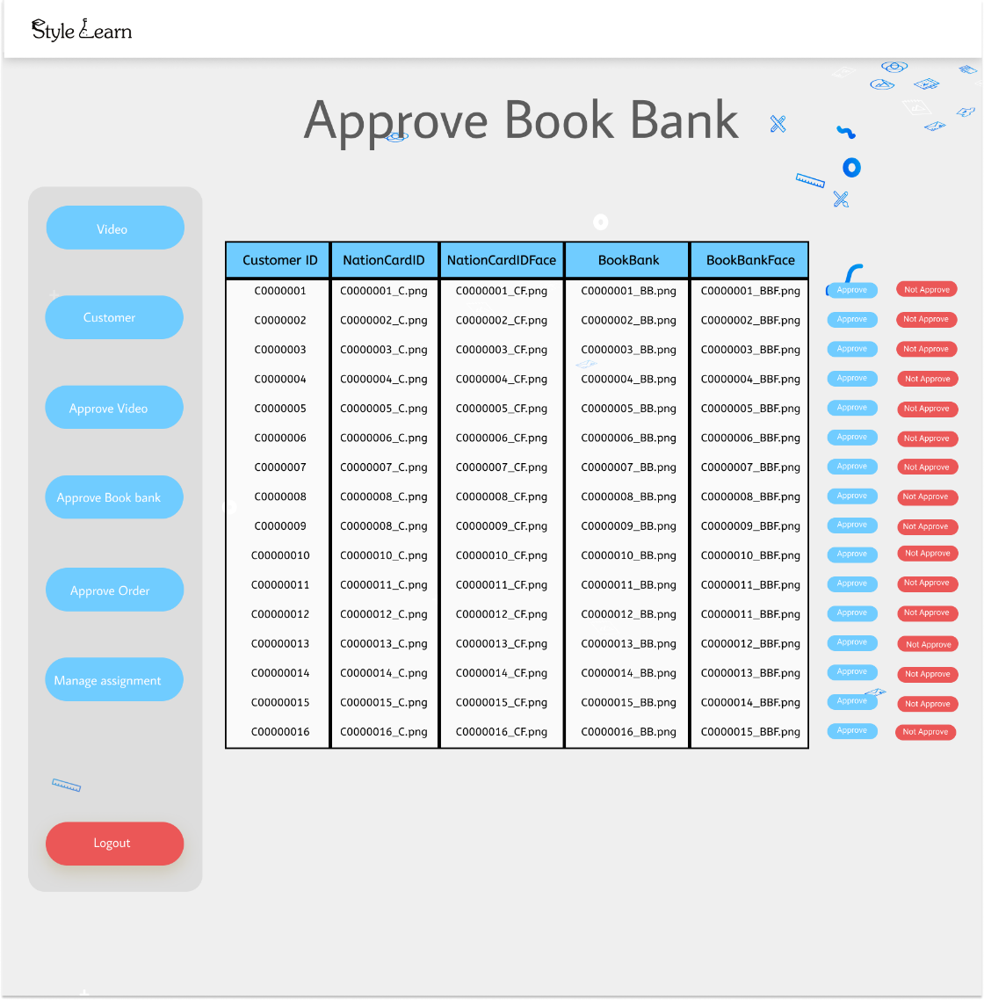 Style Learn
Approve Book Bank
Video
Customer
Approve Video
Approve Book bank
Approve Order
Manage assignment
Logout
Customer ID NationCardID NationCardIDFace BookBank BookBankFace
C0000001 C0000001_C.png C0000001_CF.png C0000001_BB.png C0000001_BBF.png Approve Not Approve
C0000002 C0000002_C.png C0000002_CF.png C0000002_BB.png C0000002_BBF.png Approve Not Approve
C0000003 C0000003_C.png C0000003_CF.png C0000003_BB.png C0000003_BBF.png Approve Not Approve
C0000004 C0000004_C.png C0000004_CF.png C0000004_BB.png C0000004_BBF.png Approve Not Approve
C0000005 C0000005_C.png C0000005_CF.png C0000005_BB.png C0000005_BBF.png Approve Not Approve
C0000006 C0000006_C.png C0000006_CF.png C0000006_BB.png C0000006_BBF.png Approve Not Approve
C0000007 C0000007_C.png C0000007_CF.png C0000007_BB.png C0000007_BBF.png Approve Not Approve
C0000008 C0000008_C.png C0000008_CF.png C0000008_BB.png C0000008_BBF.png Approve Not Approve
C0000009 C0000008_C.png C0000009_CF.png C0000009_BB.png C0000009_BBF.png Approve Not Approve
C00000010 C0000010_C.png C0000010_CF.png C0000010_BB.png C0000010_BBF.png Approve Not Approve
C00000011 C0000011_C.png C0000011_CF.png C0000011_BB.png C0000011_BBF.png Approve Not Approve
C00000012 C0000012_C.png C0000012_CF.png C0000012_BB.png C0000011_BBF.png Approve Not Approve
C00000013 C0000013_C.png C0000013_CF.png C0000013_BB.png C0000012_BBF.png Approve Not Approve
C00000014 C0000014_C.png C0000014_CF.png C0000014_BB.png C0000013_BBF.png Approve Not Approve
C00000015 C0000015_C.png C0000015_CF.png C0000015_BB.png C0000014_BBF.png Approve Not Approve
C00000016 C0000016_C.png C0000016_CF.png C0000016_BB.png C0000015_BBF.png Approve Not Approve